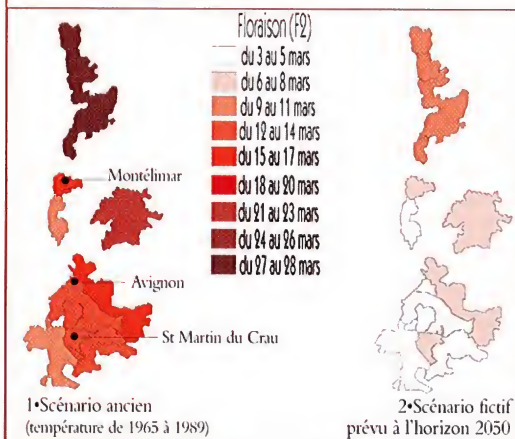 Floraison (F2)
du 3 au 5 mars
du 6 au 8 mars
du 9 au 11 mars
du 12 au 14 mars
du 15 au 17 mars
du 18 au 20 mars
du 21 au 23 mars
du 24 au 26 mars
du 27 au 28 mars
Montélimar
Avignon
St Martin du Crau
1•Scénario ancien
(température de 1965 à 1989)
2•Scénario fictif
prévu à l'horizon 2050